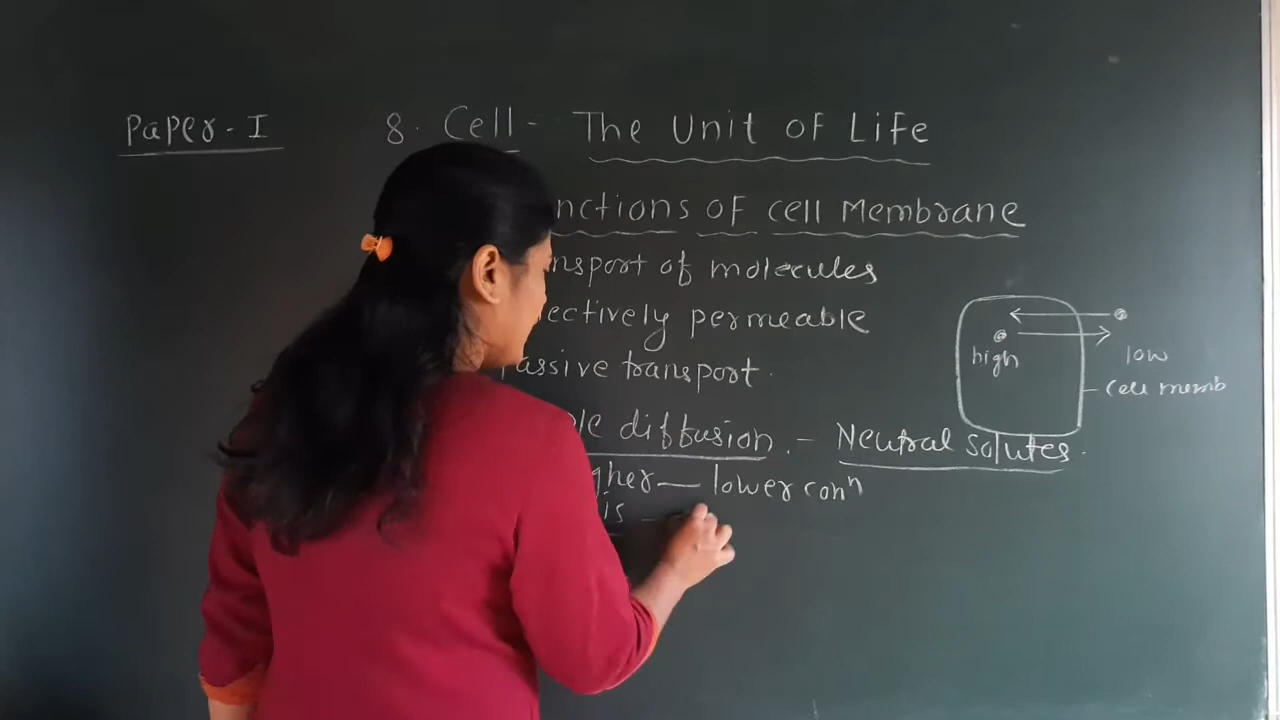 Paper - I
8. Cell - The Unit of Life
nctions of cell Membrane
nsport of molecules
ectively permeable
assive transport.
le diffusion. - Neutral solutes.
gher — lower conⁿ
is -
high
low
cell memb